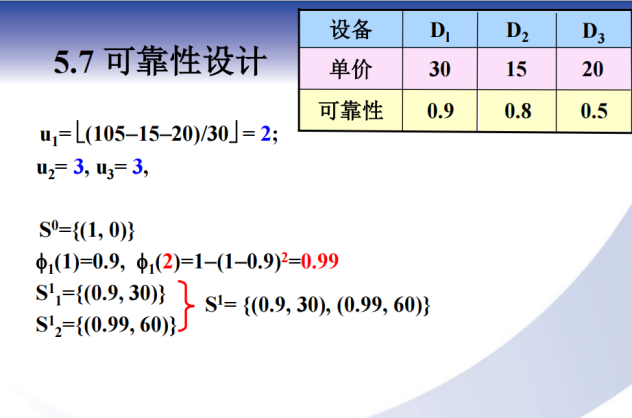 5.7 可靠性设计
设备 D₁ D₂ D₃
单价 30 15 20
可靠性 0.9 0.8 0.5
u₁=⌊(105–15–20)/30⌋= 2;
u₂= 3, u₃= 3,
S⁰={(1, 0)}
ϕ₁(1)=0.9, ϕ₁(2)=1–(1–0.9)²=0.99
S¹₁={(0.9, 30)}
S¹₂={(0.99, 60)}
S¹= {(0.9, 30), (0.99, 60)}